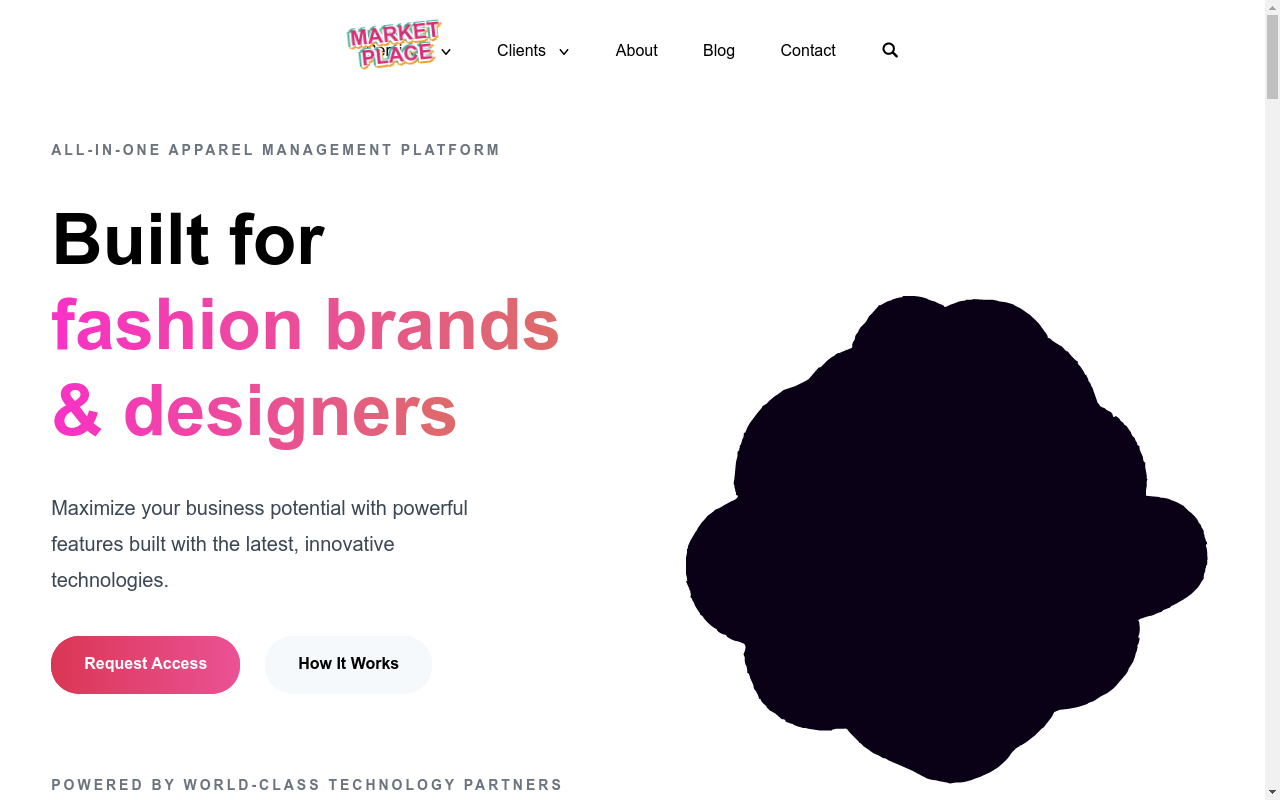 MARKET
PLACE
Clients
About
Blog
Contact
ALL-IN-ONE APPAREL MANAGEMENT PLATFORM
Built for
fashion brands
& designers
Maximize your business potential with powerful
features built with the latest, innovative
technologies.
Request Access
How It Works
POWERED BY WORLD-CLASS TECHNOLOGY PARTNERS